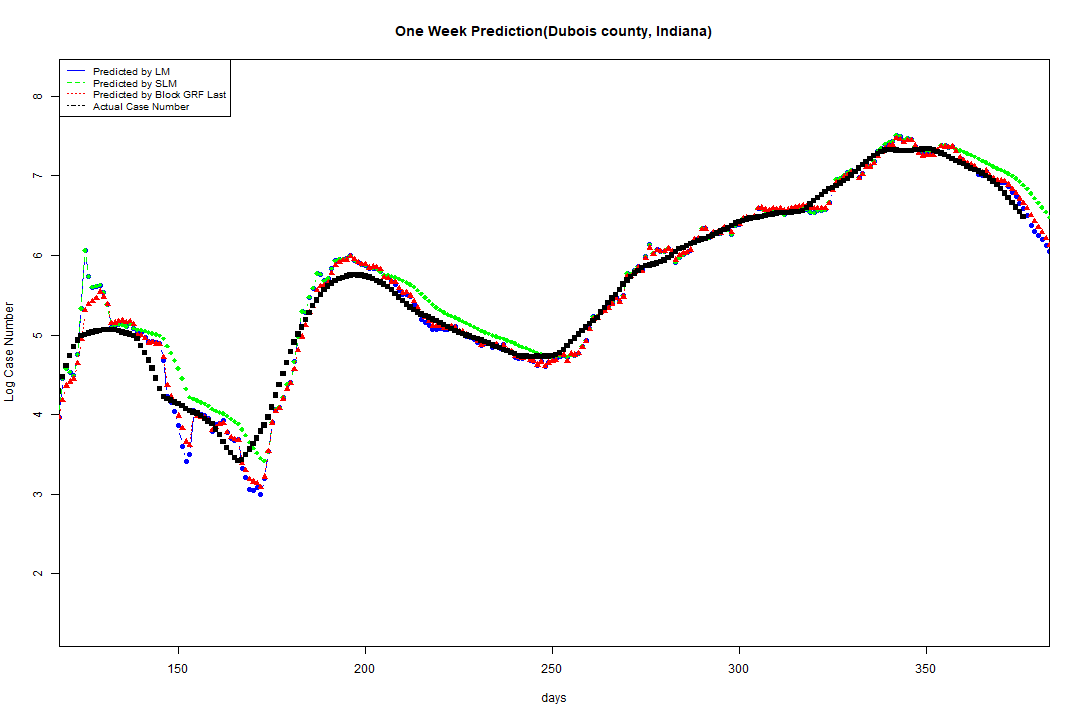 One Week Prediction(Dubois county, Indiana)
Predicted by LM
Predicted by SLM
Predicted by Block GRF Last
Actual Case Number
Log Case Number
8
7
6
5
4
3
2
150
200
250
300
350
days